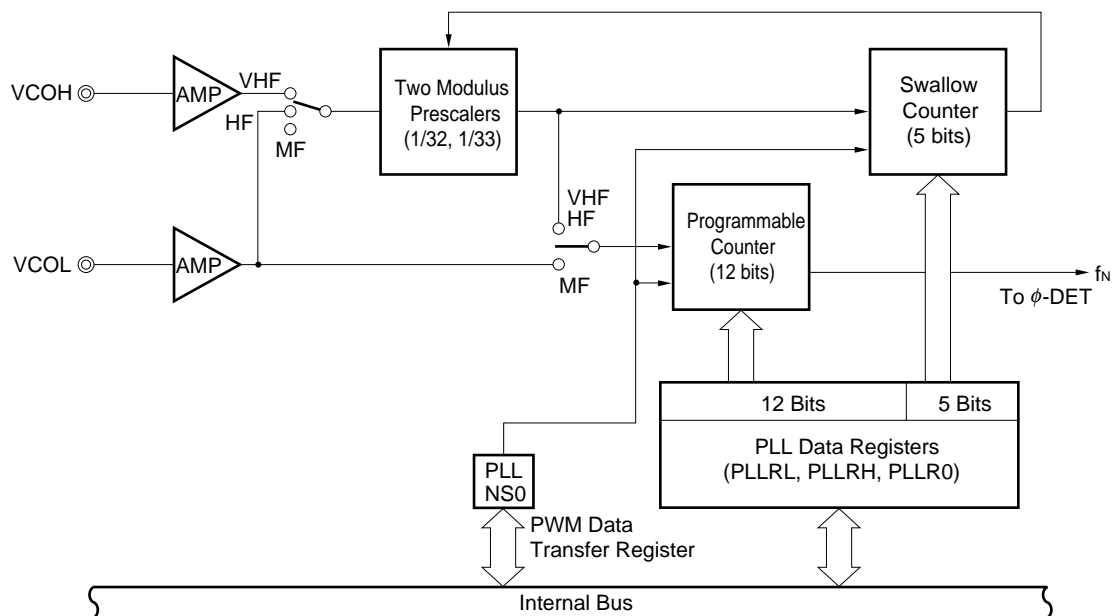 VCOH
AMP
VHF
HF
MF
Two Modulus
Prescalers
(1/32, 1/33)
Swallow
Counter
(5 bits)
VCOL
AMP
VHF
HF
MF
Programmable
Counter
(12 bits)
fN
To ϕ-DET
12 Bits
5 Bits
PLL Data Registers
(PLLRL, PLLRH, PLLR0)
PLL
NS0
PWM Data
Transfer Register
Internal Bus